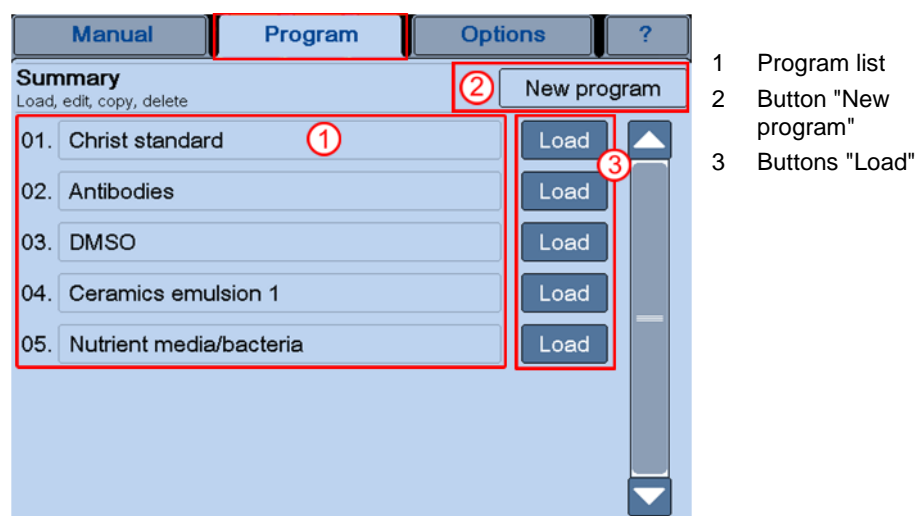 Manual Program Options ?
Summary
Load, edit, copy, delete
2 New program
01. Christ standard 1 Load
3
02. Antibodies Load
03. DMSO Load
04. Ceramics emulsion 1 Load
05. Nutrient media/bacteria Load
1 Program list
2 Button "New
program"
3 Buttons "Load"